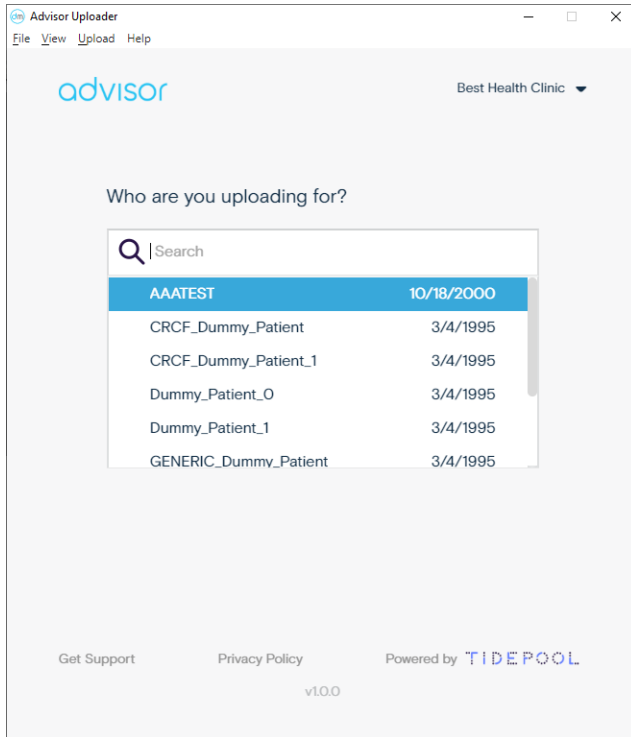 dm Advisor Uploader
File View Upload Help
advisor
Best Health Clinic
Who are you uploading for?
Search
AAATEST 10/18/2000
CRCF_Dummy_Patient 3/4/1995
CRCF_Dummy_Patient_1 3/4/1995
Dummy_Patient_0 3/4/1995
Dummy_Patient_1 3/4/1995
GENERIC_Dummy_Patient 3/4/1995
Get Support Privacy Policy Powered by TIDEPOOL
v1.0.0